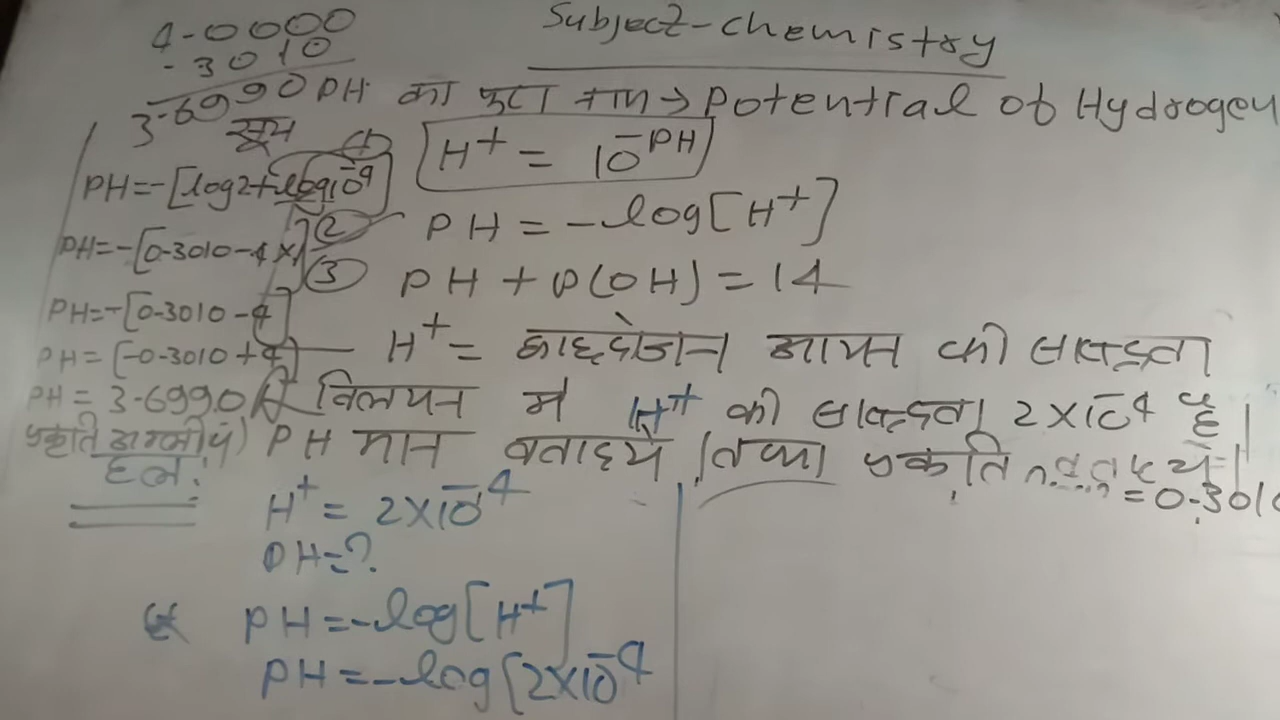 Subject-chemistry
4-0000
-3010
3-6990
PH का पुरा नाम→Potential of Hydrogen
सूत्र
① H⁺ = 10⁻ᴾᴴ
② PH = -log[H⁺]
③ PH + P(OH) = 14
H⁺ = हाइड्रोजन आयन की सान्द्रता
विलयन में H⁺ की सान्द्रता 2×10⁻⁴ है।
PH मान बताइये। तथा प्रकृति
= 0-3010
हल:
H⁺ = 2×10⁻⁴
PH=?
PH=-log[H⁺]
PH=-log[2×10⁻⁴
PH=-[log2+log10⁻⁴]
PH=-[0-3010-4×1]
PH=-[0-3010-4]
PH=[-0-3010+4]
PH=3-6990
प्रकृति अम्लीय